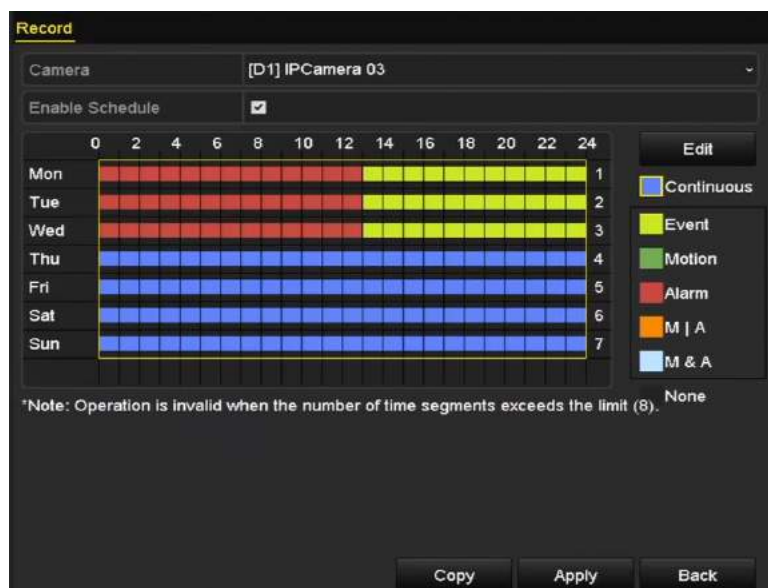 Record
Camera [D1] IPCamera 03
Enable Schedule
0 2 4 6 8 10 12 14 16 18 20 22 24
Edit
Mon 1
Continuous
Tue 2
Event
Wed 3
Motion
Thu 4
Fri 5
Alarm
Sat 6
M | A
Sun 7
M & A
None
*Note: Operation is invalid when the number of time segments exceeds the limit (8).
Copy Apply Back